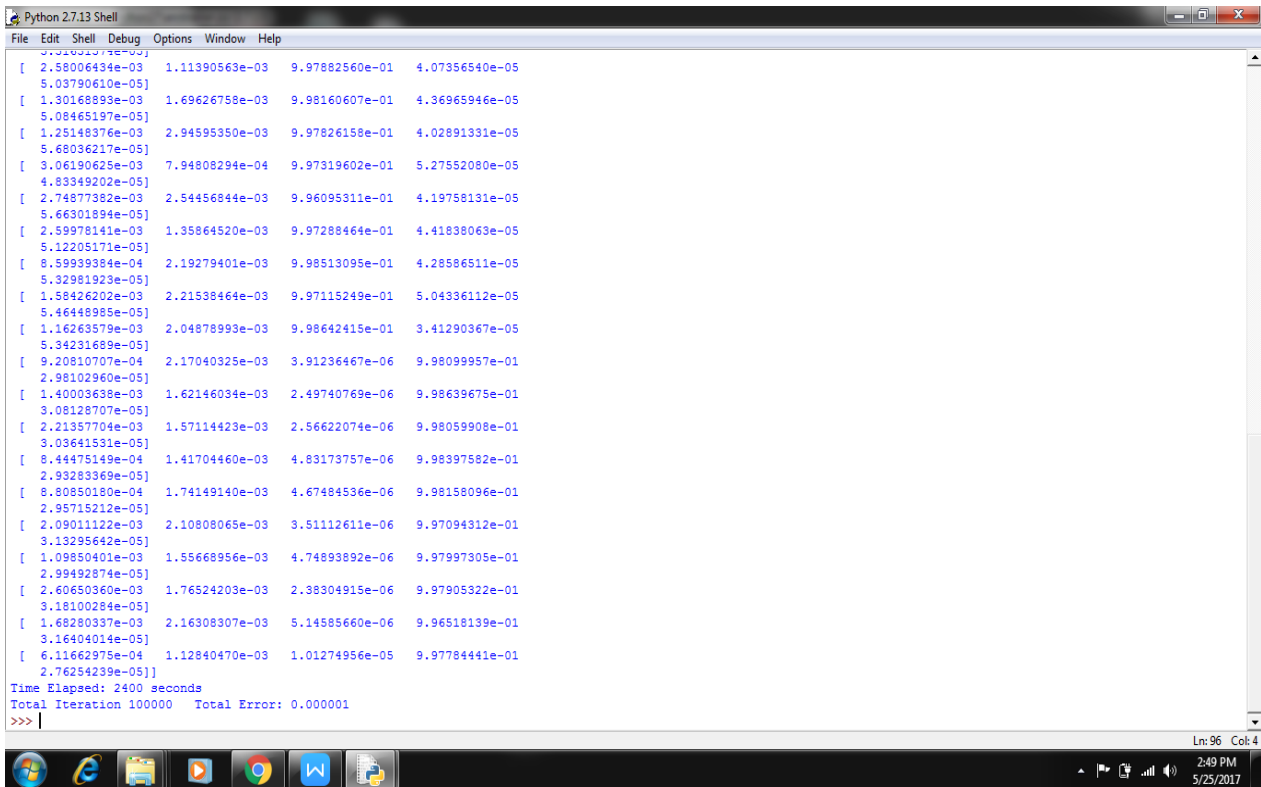 Python 2.7.13 Shell
File Edit Shell Debug Options Window Help
[ 2.58006434e-03 1.11390563e-03 9.97882560e-01 4.07356540e-05
5.03790610e-05]
[ 1.30168893e-03 1.69626758e-03 9.98160607e-01 4.36965946e-05
5.08465197e-05]
[ 1.25148376e-03 2.94595350e-03 9.97826158e-01 4.02891331e-05
5.68036217e-05]
[ 3.06190625e-03 7.94808294e-04 9.97319602e-01 5.27552080e-05
4.83349202e-05]
[ 2.74877382e-03 2.54456844e-03 9.96095311e-01 4.19758131e-05
5.66301894e-05]
[ 2.59978141e-03 1.35864520e-03 9.97288464e-01 4.41838063e-05
5.12205171e-05]
[ 8.59939384e-04 2.19279401e-03 9.98513095e-01 4.28586511e-05
5.32981923e-05]
[ 1.58426202e-03 2.21538464e-03 9.97115249e-01 5.04336112e-05
5.46448985e-05]
[ 1.16263579e-03 2.04878993e-03 9.98642415e-01 3.41290367e-05
5.34231689e-05]
[ 9.20810707e-04 2.17040325e-03 3.91236467e-06 9.98099957e-01
2.98102960e-05]
[ 1.40003638e-03 1.62146034e-03 2.49740769e-06 9.98639675e-01
3.08128707e-05]
[ 2.21357704e-03 1.57114423e-03 2.56622074e-06 9.98059908e-01
3.03641531e-05]
[ 8.44475149e-04 1.41704460e-03 4.83173757e-06 9.98397582e-01
2.93283369e-05]
[ 8.80850180e-04 1.74149140e-03 4.67484536e-06 9.98158096e-01
2.95715212e-05]
[ 2.09011122e-03 2.10808065e-03 3.51112611e-06 9.97094312e-01
3.13295642e-05]
[ 1.09850401e-03 1.55668956e-03 4.74893892e-06 9.97997305e-01
2.99492874e-05]
[ 2.60650360e-03 1.76524203e-03 2.38304915e-06 9.97905322e-01
3.18100284e-05]
[ 1.68280337e-03 2.16308307e-03 5.14585660e-06 9.96518139e-01
3.16404014e-05]
[ 6.11662975e-04 1.12840470e-03 1.01274956e-05 9.97784441e-01
2.76254239e-05]]
Time Elapsed: 2400 seconds
Total Iteration 100000 Total Error: 0.000001
>>>
Ln: 96 Col: 4
2:49 PM
5/25/2017